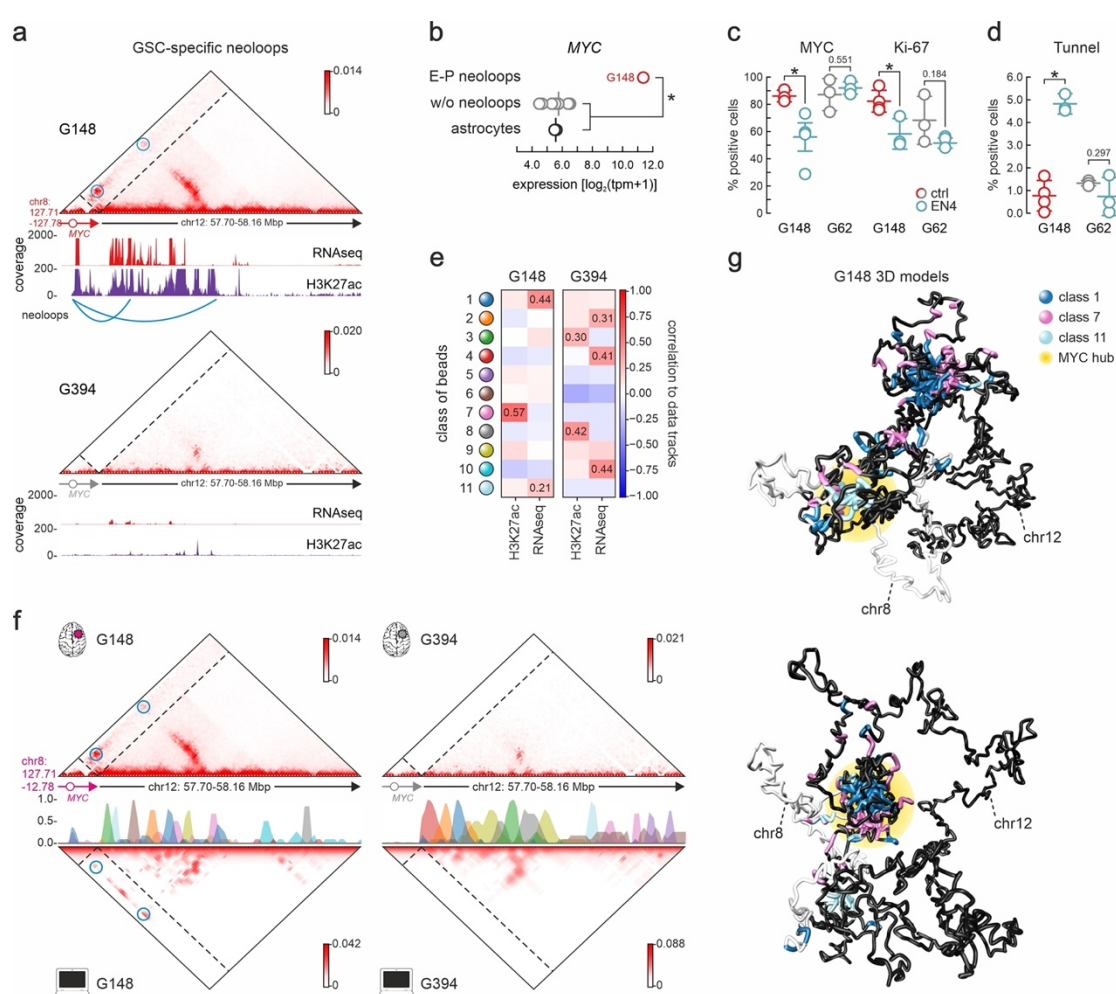 a
GSC-specific neoloops
G148
0.014
0
chr8:
127.71
-127.78
MYC
chr12: 57.70-58.16 Mbp
coverage
2000
RNAseq
200
H3K27ac
0-
neoloops
G394
0.020
0
MYC
chr12: 57.70-58.16 Mbp
coverage
2000
RNAseq
200
H3K27ac
0-
b
MYC
E-P neoloops
G148
w/o neoloops
*
astrocytes
4.0 6.0 8.0 10.0 12.0
expression [log2(tpm+1)]
c
MYC Ki-67
* 0.551 * 0.184
% positive cells
100
80
60
40
20
0
ctrl
EN4
G148 G62 G148 G62
d
Tunnel
*
0.297
% positive cells
6.0
5.0
4.0
3.0
2.0
1.0
0.0
G148 G62
e
G148 G394
class of beads
1 0.44
2 0.31
3 0.30
4 0.41
5
6
7 0.57
8 0.42
9
10 0.44
11 0.21
H3K27ac
RNAseq
H3K27ac
RNAseq
1.00
0.75
0.50
0.25
0.00
−0.25
−0.50
−0.75
−1.00
correlation to data tracks
f
G148
0.014
0
chr8:
127.71
-12.78
MYC
chr12: 57.70-58.16 Mbp
1.0
0.5
0.0
0.042
0
G148
G394
0.021
0
MYC
chr12: 57.70-58.16 Mbp
0.088
0
G394
g
G148 3D models
class 1
class 7
class 11
MYC hub
chr12
chr8
chr8
chr12